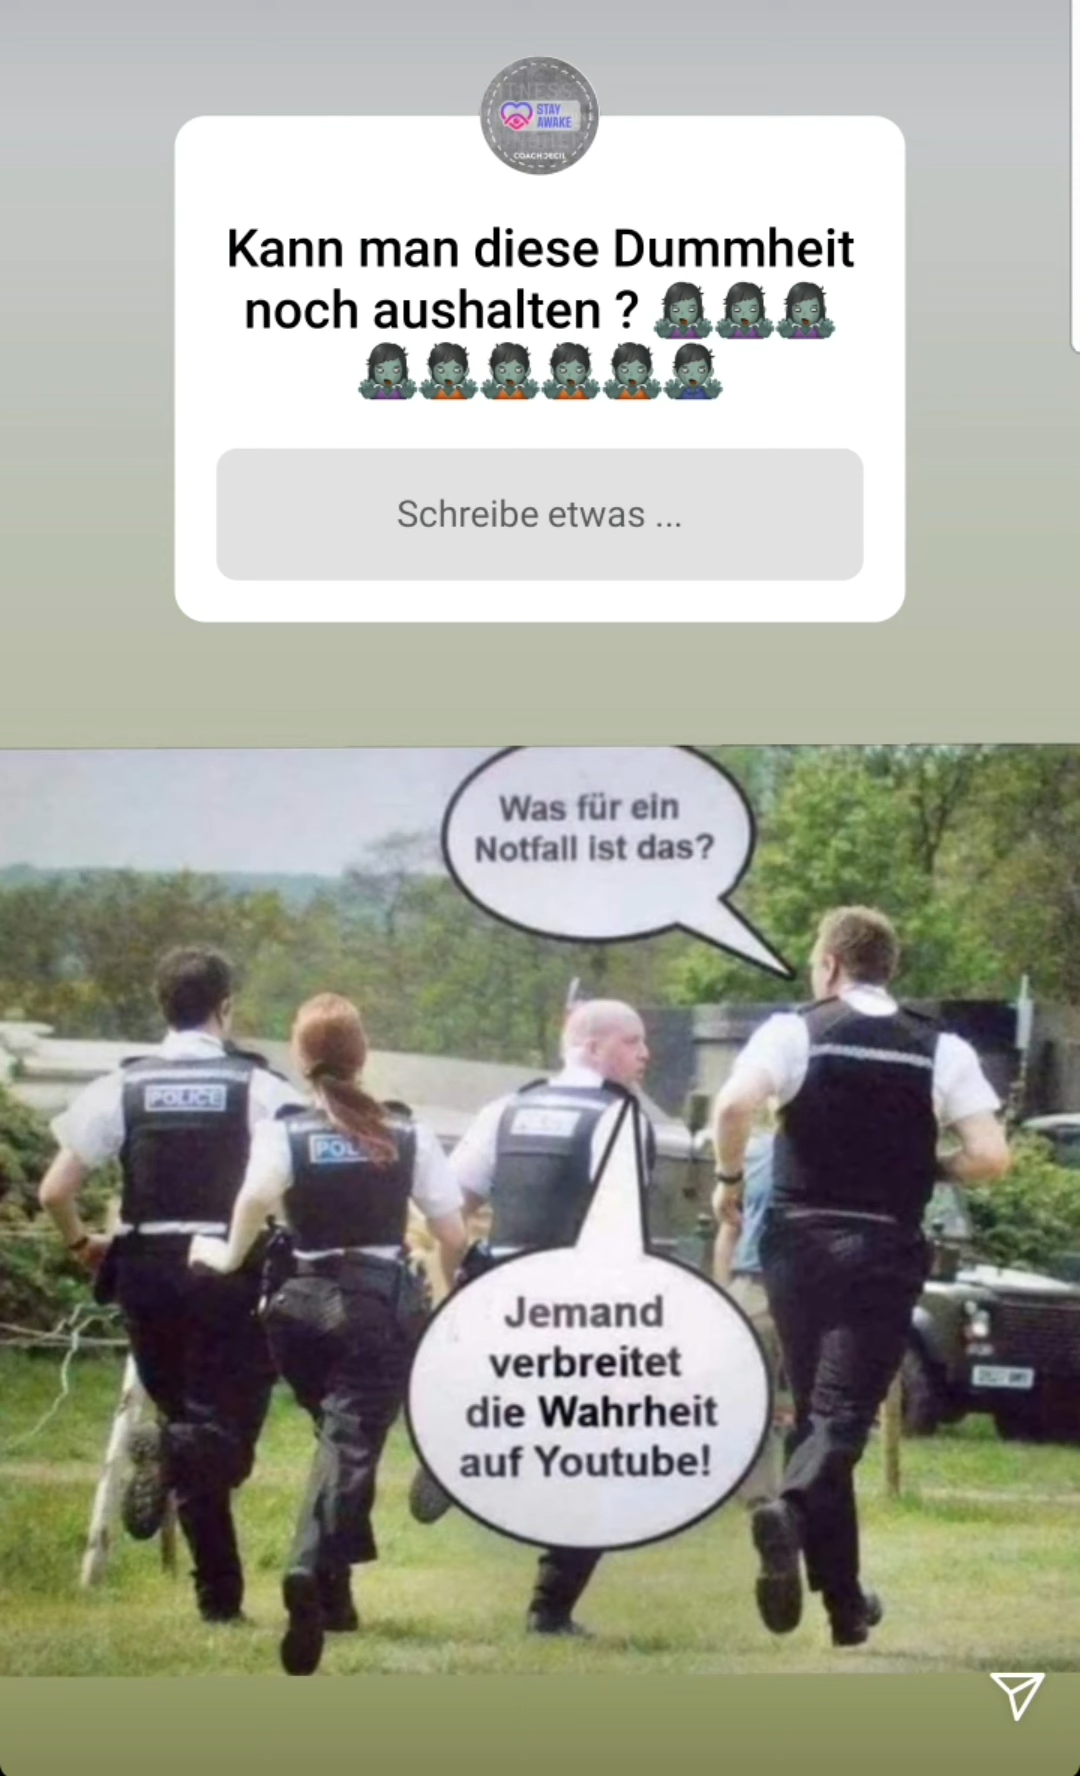 STAY
AWAKE
Kann man diese Dummheit
noch aushalten ? 🧟‍♀️🧟‍♀️🧟‍♀️
🧟‍♀️🧟🧟🧟🧟🧟‍♂️
Schreibe etwas ...
Was für ein
Notfall ist das?
POLICE
POL
Jemand
verbreitet
die Wahrheit
auf Youtube!